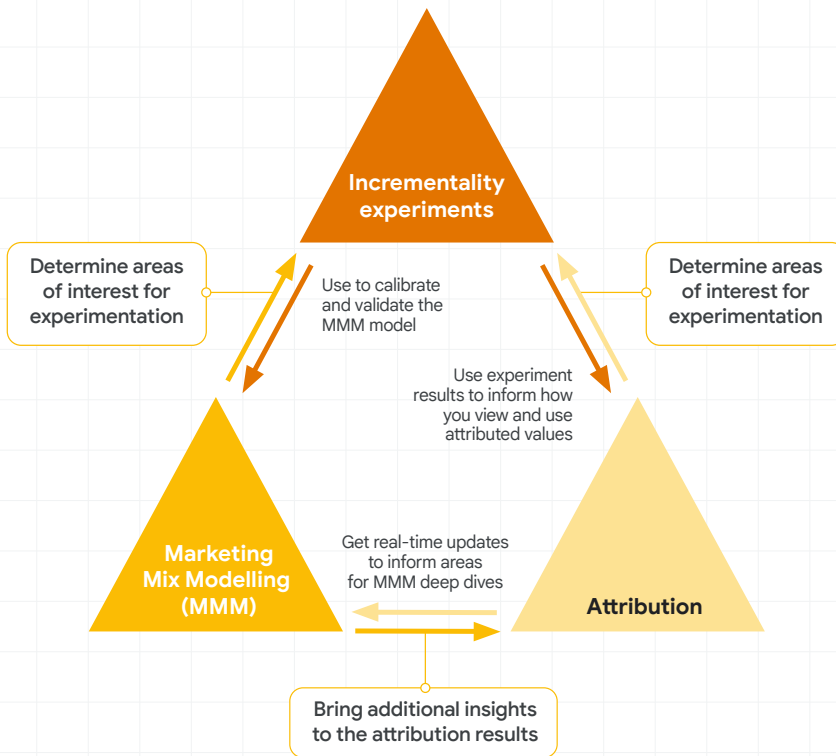 Incrementality
experiments
Determine areas
of interest for
experimentation
Use to calibrate
and validate the
MMM model
Determine areas
of interest for
experimentation
Use experiment
results to inform how
you view and use
attributed values
Marketing
Mix Modelling
(MMM)
Get real-time updates
to inform areas
for MMM deep dives
Attribution
Bring additional insights
to the attribution results